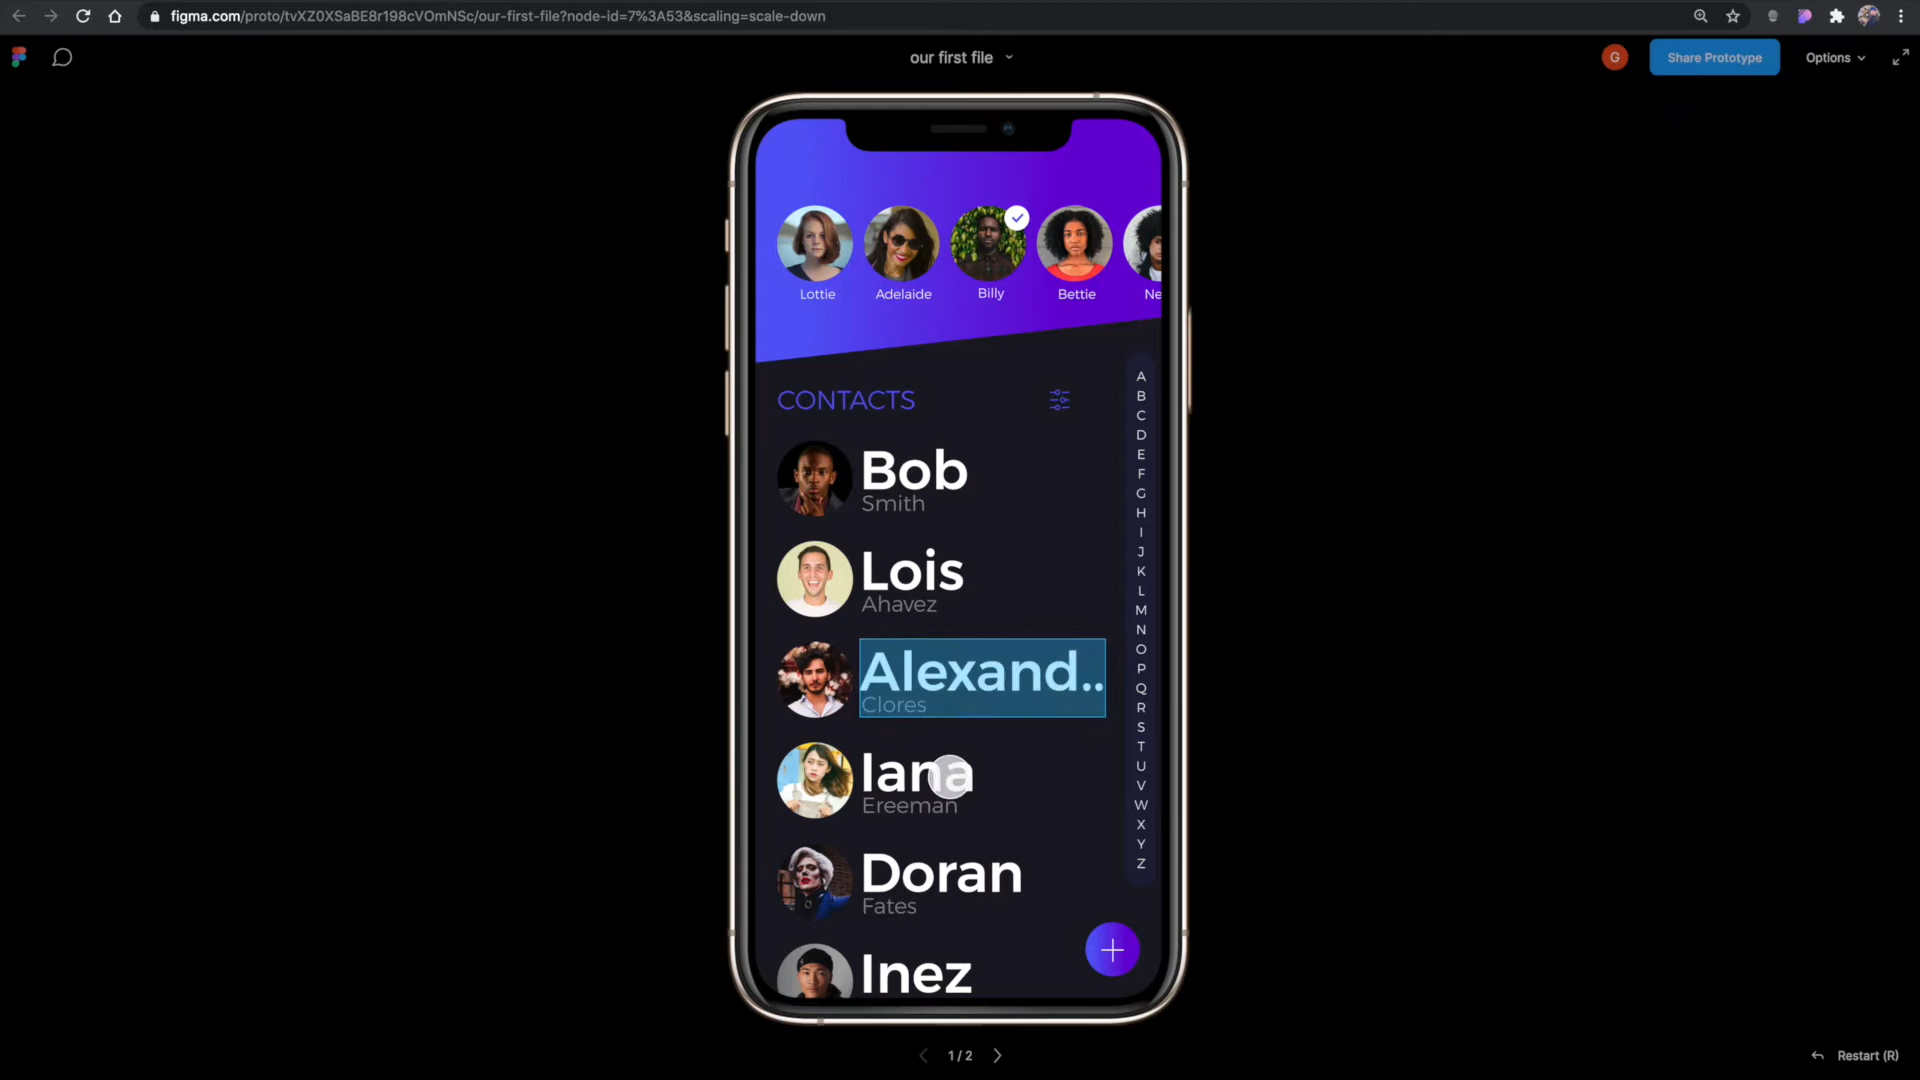 figma.com/proto/tvXZ0XSaBE8r198cVOmNSc/our-first-file?node-id=7%3A53&scaling=scale-down
our first file
G
Share Prototype
Options
Lottie
Adelaide
Billy
Bettie
Ne
CONTACTS
Bob
Smith
Lois
Ahavez
Alexand..
Clores
Iana
Ereeman
Doran
Fates
Inez
A
B
C
D
E
F
G
H
I
J
K
L
M
N
O
P
Q
R
S
T
U
V
W
X
Y
Z
1 / 2
Restart (R)